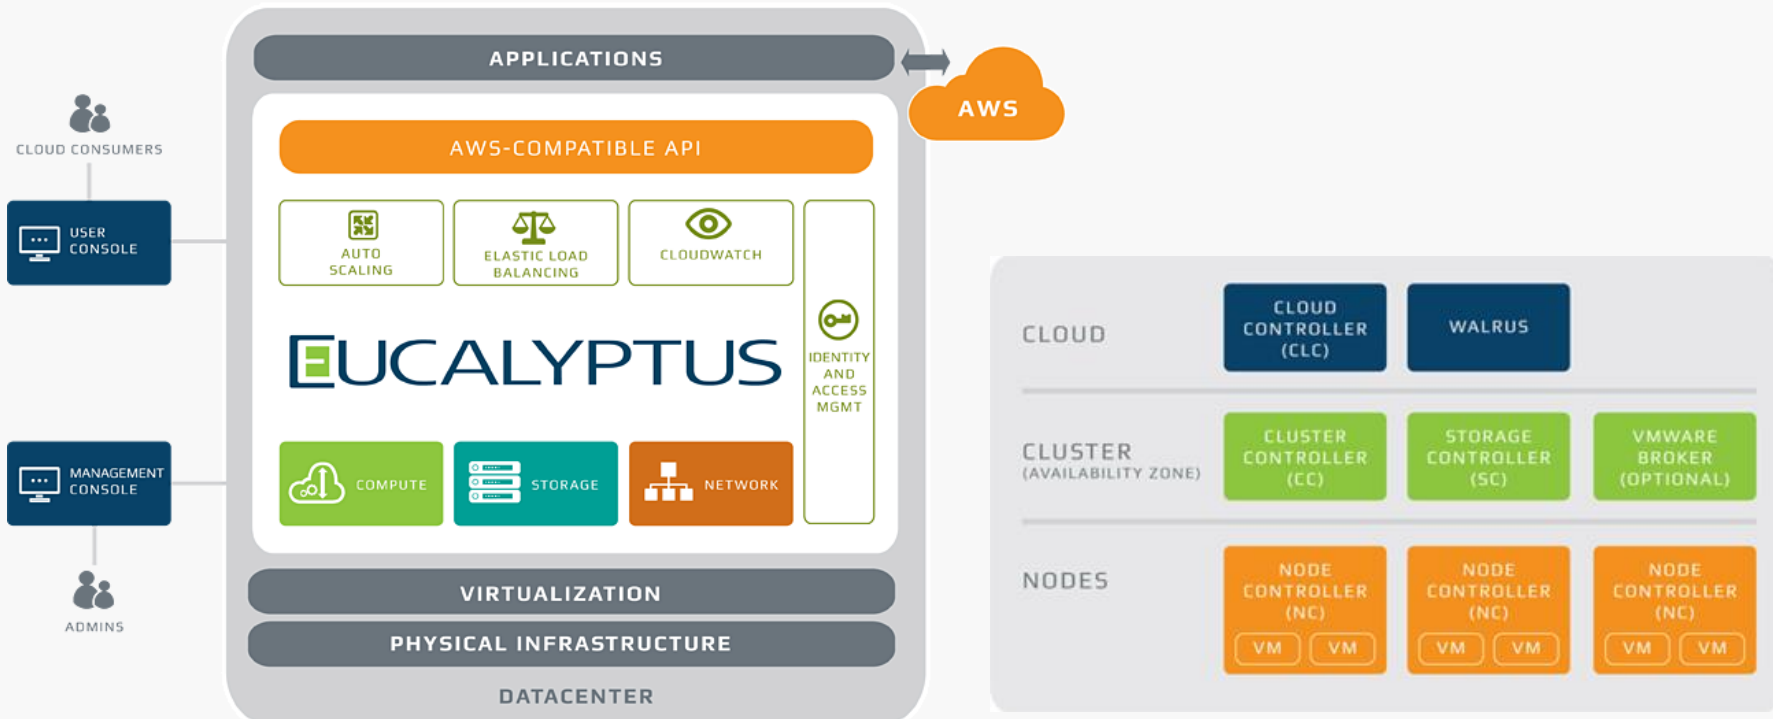 APPLICATIONS
AWS
CLOUD CONSUMERS
AWS-COMPATIBLE API
USER
CONSOLE
AUTO
SCALING
ELASTIC LOAD
BALANCING
CLOUDWATCH
IDENTITY
AND
ACCESS
MGMT
EUCALYPTUS
MANAGEMENT
CONSOLE
COMPUTE
STORAGE
NETWORK
ADMINS
VIRTUALIZATION
PHYSICAL INFRASTRUCTURE
DATACENTER
CLOUD
CLOUD
CONTROLLER
(CLC)
WALRUS
CLUSTER
(AVAILABILITY ZONE)
CLUSTER
CONTROLLER
(CC)
STORAGE
CONTROLLER
(SC)
VMWARE
BROKER
(OPTIONAL)
NODES
NODE
CONTROLLER
(NC)
VM VM
NODE
CONTROLLER
(NC)
VM VM
NODE
CONTROLLER
(NC)
VM VM